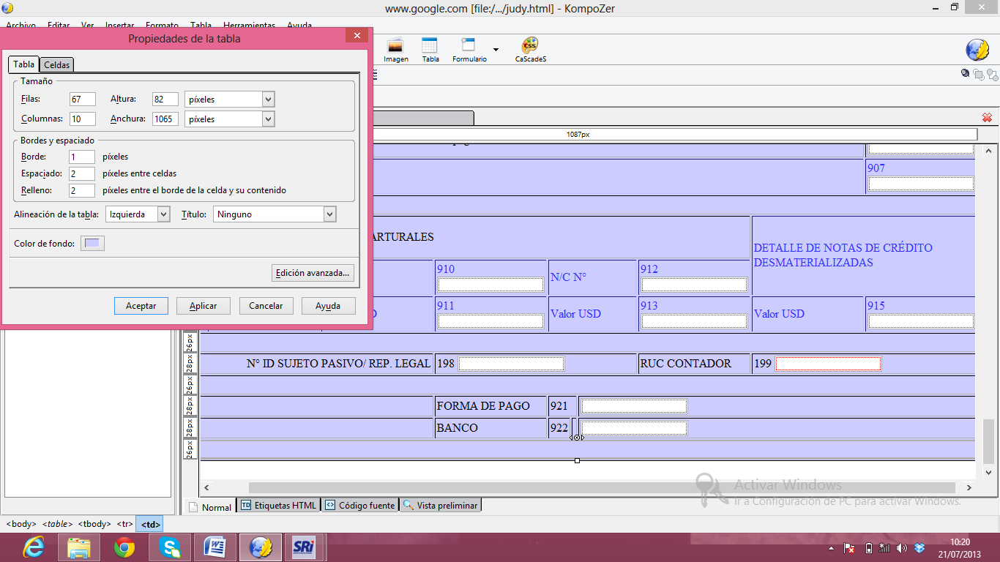 www.google.com [file:/.../judy.html] - KompoZer
Archivo Editar Ver Insertar Formato Tabla Herramientas Ayuda
Propiedades de la tabla
Imagen Tabla Formulario CaScadeS
Tabla Celdas
Tamaño
Filas: 67 Altura: 82 píxeles
Columnas: 10 Anchura: 1065 píxeles
1087px
Bordes y espaciado
Borde: 1 píxeles
Espaciado: 2 píxeles entre celdas
Relleno: 2 píxeles entre el borde de la celda y su contenido
Alineación de la tabla: Izquierda Título: Ninguno
Color de fondo:
Edición avanzada...
Aceptar Aplicar Cancelar Ayuda
907
ARTURALES
DETALLE DE NOTAS DE CRÉDITO
DESMATERIALIZADAS
910 N/C N° 912
911 Valor USD 913 Valor USD 915
26px
28px N° ID SUJETO PASIVO/ REP. LEGAL 198 RUC CONTADOR 199
26px
28px FORMA DE PAGO 921
28px BANCO 922
26px
Activar Windows
Ir a Configuración de PC para activar Windows.
Normal Etiquetas HTML Código fuente Vista preliminar
<body> <table> <tbody> <tr> <td>
SRi
10:20
21/07/2013